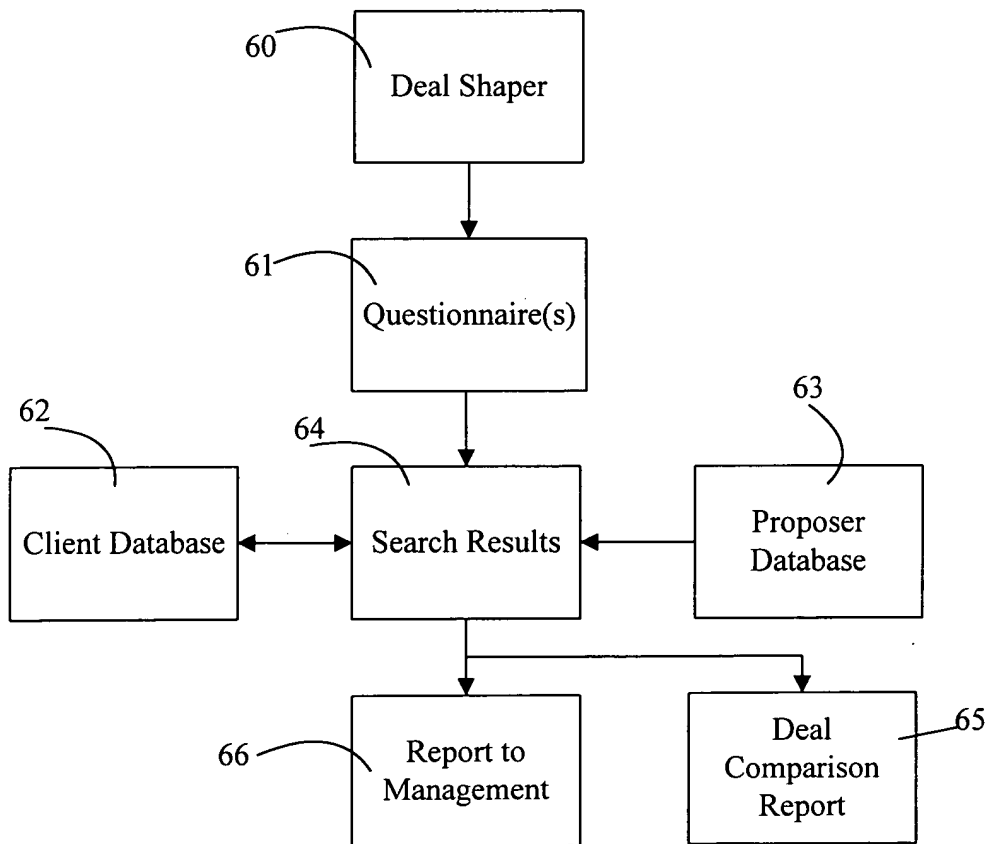 60
Deal Shaper
61
Questionnaire(s)
62
Client Database
64
Search Results
63
Proposer
Database
66
Report to
Management
65
Deal
Comparison
Report